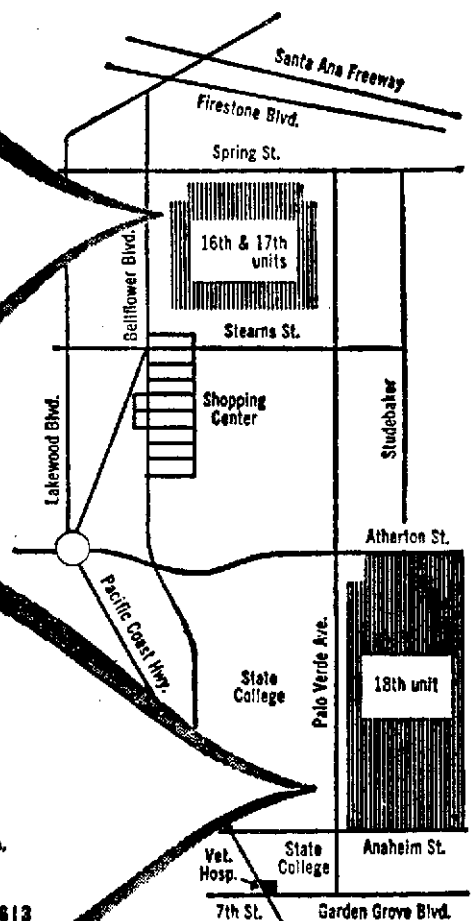 Santa Ana Freeway
Firestone Blvd.
Spring St.
16th & 17th
units
Bellflower Blvd.
Stearns St.
Lakewood Blvd.
Shopping
Center
Studebaker
Atherton St.
Pacific Coast Hwy.
State
College
Palo Verde Ave.
18th unit
Vet.
Hosp.
State
College
Anaheim St.
7th St.
Garden Grove Blvd.
613